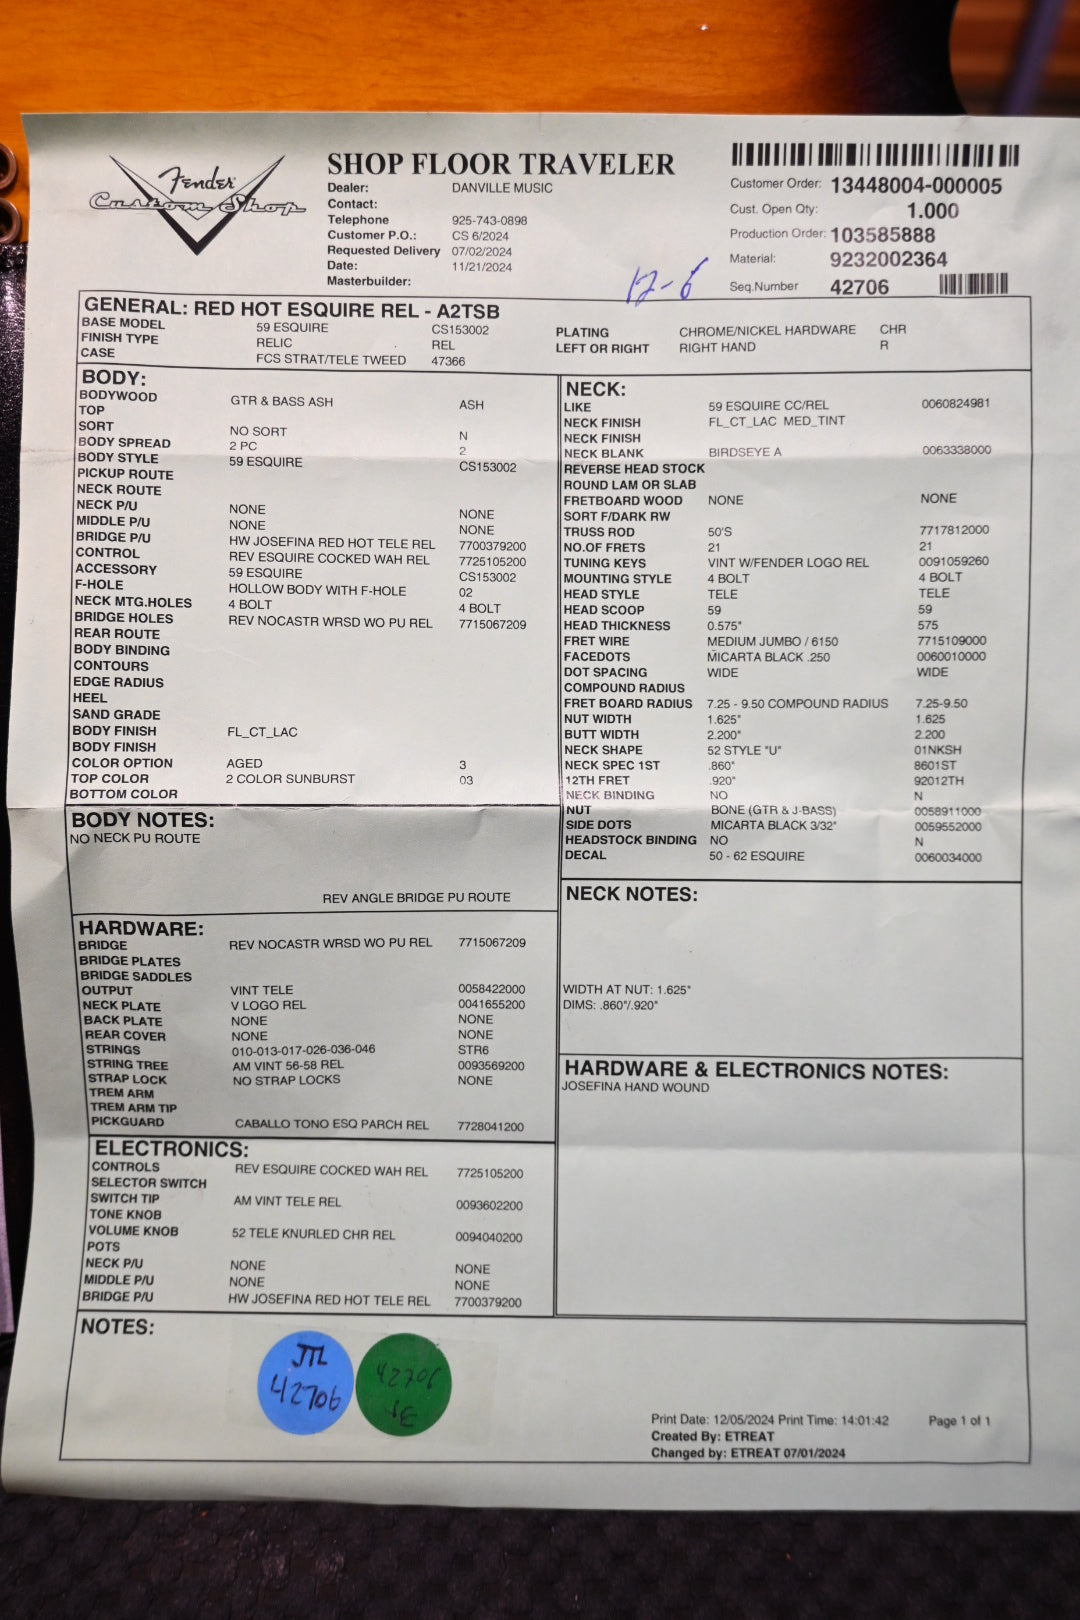 Fender
Custom Shop
SHOP FLOOR TRAVELER
Dealer: DANVILLE MUSIC
Contact:
Telephone 925-743-0898
Customer P.O.: CS 6/2024
Requested Delivery 07/02/2024
Date: 11/21/2024
Masterbuilder:
Customer Order: 13448004-000005
Cust. Open Qty: 1.000
Production Order: 103585888
Material: 9232002364
Seq.Number 42706
12-6
GENERAL: RED HOT ESQUIRE REL - A2TSB
BASE MODEL 59 ESQUIRE CS153002
FINISH TYPE RELIC REL
CASE FCS STRAT/TELE TWEED 47366
PLATING CHROME/NICKEL HARDWARE CHR
LEFT OR RIGHT RIGHT HAND R
BODY:
BODYWOOD GTR & BASS ASH ASH
TOP
SORT NO SORT N
BODY SPREAD 2 PC 2
BODY STYLE 59 ESQUIRE CS153002
PICKUP ROUTE
NECK ROUTE
NECK P/U NONE NONE
MIDDLE P/U NONE NONE
BRIDGE P/U HW JOSEFINA RED HOT TELE REL 7700379200
CONTROL REV ESQUIRE COCKED WAH REL 7725105200
ACCESSORY 59 ESQUIRE CS153002
F-HOLE HOLLOW BODY WITH F-HOLE 02
NECK MTG.HOLES 4 BOLT 4 BOLT
BRIDGE HOLES REV NOCASTR WRSD WO PU REL 7715067209
REAR ROUTE
BODY BINDING
CONTOURS
EDGE RADIUS
HEEL
SAND GRADE
BODY FINISH FL_CT_LAC
BODY FINISH
COLOR OPTION AGED 3
TOP COLOR 2 COLOR SUNBURST 03
BOTTOM COLOR
NECK:
LIKE 59 ESQUIRE CC/REL 0060824981
NECK FINISH FL_CT_LAC MED_TINT
NECK FINISH
NECK BLANK BIRDSEYE A 0063338000
REVERSE HEAD STOCK
ROUND LAM OR SLAB
FRETBOARD WOOD NONE NONE
SORT F/DARK RW
TRUSS ROD 50'S 7717812000
NO.OF FRETS 21 21
TUNING KEYS VINT W/FENDER LOGO REL 0091059260
MOUNTING STYLE 4 BOLT 4 BOLT
HEAD STYLE TELE TELE
HEAD SCOOP 59 59
HEAD THICKNESS 0.575" 575
FRET WIRE MEDIUM JUMBO / 6150 7715109000
FACEDOTS MICARTA BLACK .250 0060010000
DOT SPACING WIDE WIDE
COMPOUND RADIUS
FRET BOARD RADIUS 7.25 - 9.50 COMPOUND RADIUS 7.25-9.50
NUT WIDTH 1.625" 1.625
BUTT WIDTH 2.200" 2.200
NECK SHAPE 52 STYLE "U" 01NKSH
NECK SPEC 1ST .860" 8601ST
12TH FRET .920" 92012TH
NECK BINDING NO N
NUT BONE (GTR & J-BASS) 0058911000
SIDE DOTS MICARTA BLACK 3/32" 0059552000
HEADSTOCK BINDING NO N
DECAL 50 - 62 ESQUIRE 0060034000
BODY NOTES:
NO NECK PU ROUTE
REV ANGLE BRIDGE PU ROUTE
NECK NOTES:
WIDTH AT NUT: 1.625"
DIMS: .860"/.920"
HARDWARE:
BRIDGE REV NOCASTR WRSD WO PU REL 7715067209
BRIDGE PLATES
BRIDGE SADDLES
OUTPUT VINT TELE 0058422000
NECK PLATE V LOGO REL 0041655200
BACK PLATE NONE NONE
REAR COVER NONE NONE
STRINGS 010-013-017-026-036-046 STR6
STRING TREE AM VINT 56-58 REL 0093569200
STRAP LOCK NO STRAP LOCKS NONE
TREM ARM
TREM ARM TIP
PICKGUARD CABALLO TONO ESQ PARCH REL 7728041200
HARDWARE & ELECTRONICS NOTES:
JOSEFINA HAND WOUND
ELECTRONICS:
CONTROLS REV ESQUIRE COCKED WAH REL 7725105200
SELECTOR SWITCH
SWITCH TIP AM VINT TELE REL 0093602200
TONE KNOB
VOLUME KNOB 52 TELE KNURLED CHR REL 0094040200
POTS
NECK P/U NONE NONE
MIDDLE P/U NONE NONE
BRIDGE P/U HW JOSEFINA RED HOT TELE REL 7700379200
NOTES:
42706
42706
Print Date: 12/05/2024 Print Time: 14:01:42 Page 1 of 1
Created By: ETREAT
Changed by: ETREAT 07/01/2024